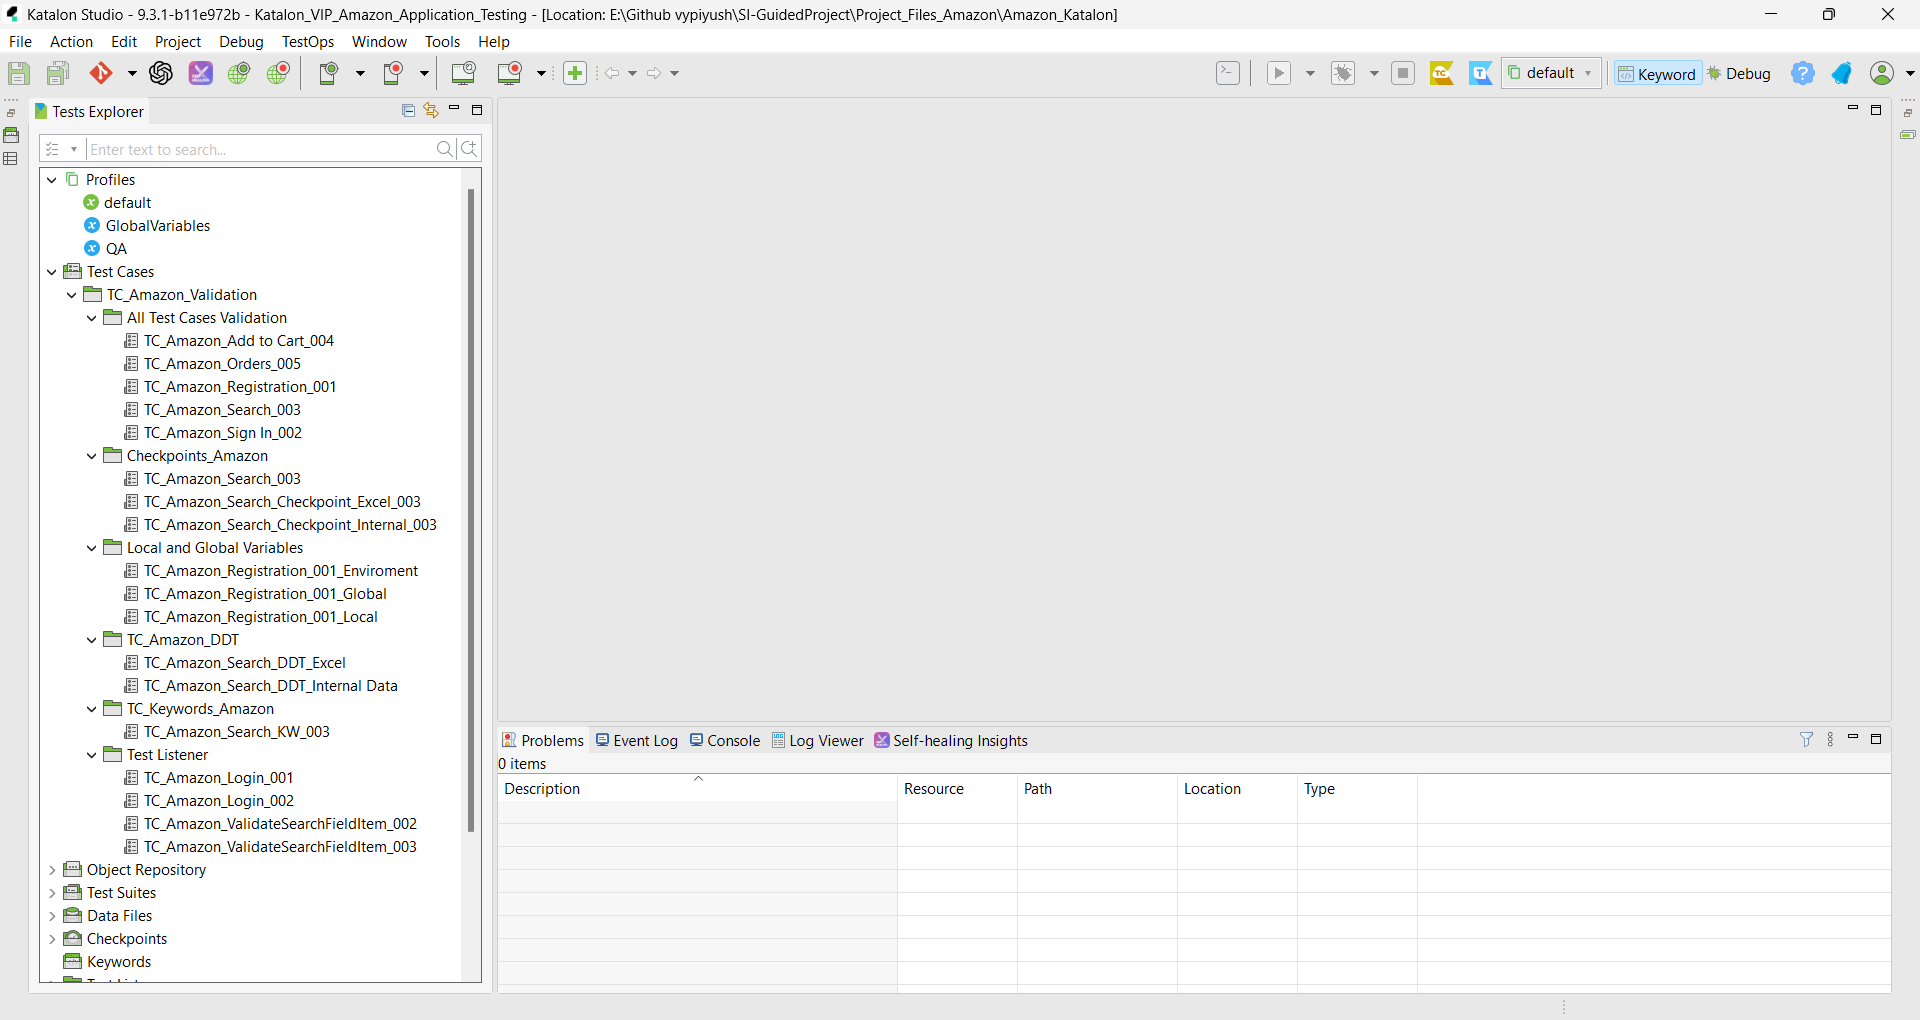 Katalon Studio - 9.3.1-b11e972b - Katalon_VIP_Amazon_Application_Testing - [Location: E:\Github vypiyush\SI-GuidedProject\Project_Files_Amazon\Amazon_Katalon]
File Action Edit Project Debug TestOps Window Tools Help
default Keyword Debug
Tests Explorer
Enter text to search...
Profiles
default
GlobalVariables
QA
Test Cases
TC_Amazon_Validation
All Test Cases Validation
TC_Amazon_Add to Cart_004
TC_Amazon_Orders_005
TC_Amazon_Registration_001
TC_Amazon_Search_003
TC_Amazon_Sign In_002
Checkpoints_Amazon
TC_Amazon_Search_003
TC_Amazon_Search_Checkpoint_Excel_003
TC_Amazon_Search_Checkpoint_Internal_003
Local and Global Variables
TC_Amazon_Registration_001_Enviroment
TC_Amazon_Registration_001_Global
TC_Amazon_Registration_001_Local
TC_Amazon_DDT
TC_Amazon_Search_DDT_Excel
TC_Amazon_Search_DDT_Internal Data
TC_Keywords_Amazon
TC_Amazon_Search_KW_003
Test Listener
TC_Amazon_Login_001
TC_Amazon_Login_002
TC_Amazon_ValidateSearchFieldItem_002
TC_Amazon_ValidateSearchFieldItem_003
Object Repository
Test Suites
Data Files
Checkpoints
Keywords
Problems Event Log Console Log Viewer Self-healing Insights
0 items
Description Resource Path Location Type